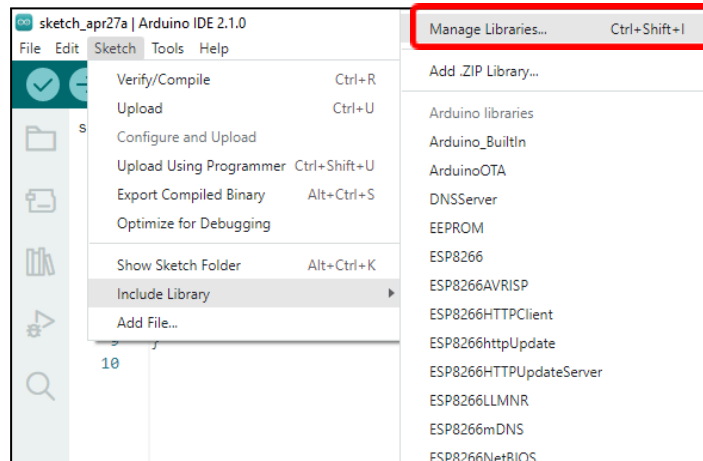 sketch_apr27a | Arduino IDE 2.1.0
File Edit Sketch Tools Help
Verify/Compile Ctrl+R
Upload Ctrl+U
Configure and Upload
Upload Using Programmer Ctrl+Shift+U
Export Compiled Binary Alt+Ctrl+S
Optimize for Debugging
Show Sketch Folder Alt+Ctrl+K
Include Library
Add File...
s
9 }
10
Manage Libraries... Ctrl+Shift+I
Add .ZIP Library...
Arduino libraries
Arduino_BuiltIn
ArduinoOTA
DNSServer
EEPROM
ESP8266
ESP8266AVRISP
ESP8266HTTPClient
ESP8266httpUpdate
ESP8266HTTPUpdateServer
ESP8266LLMNR
ESP8266mDNS
ESP8266NetBIOS